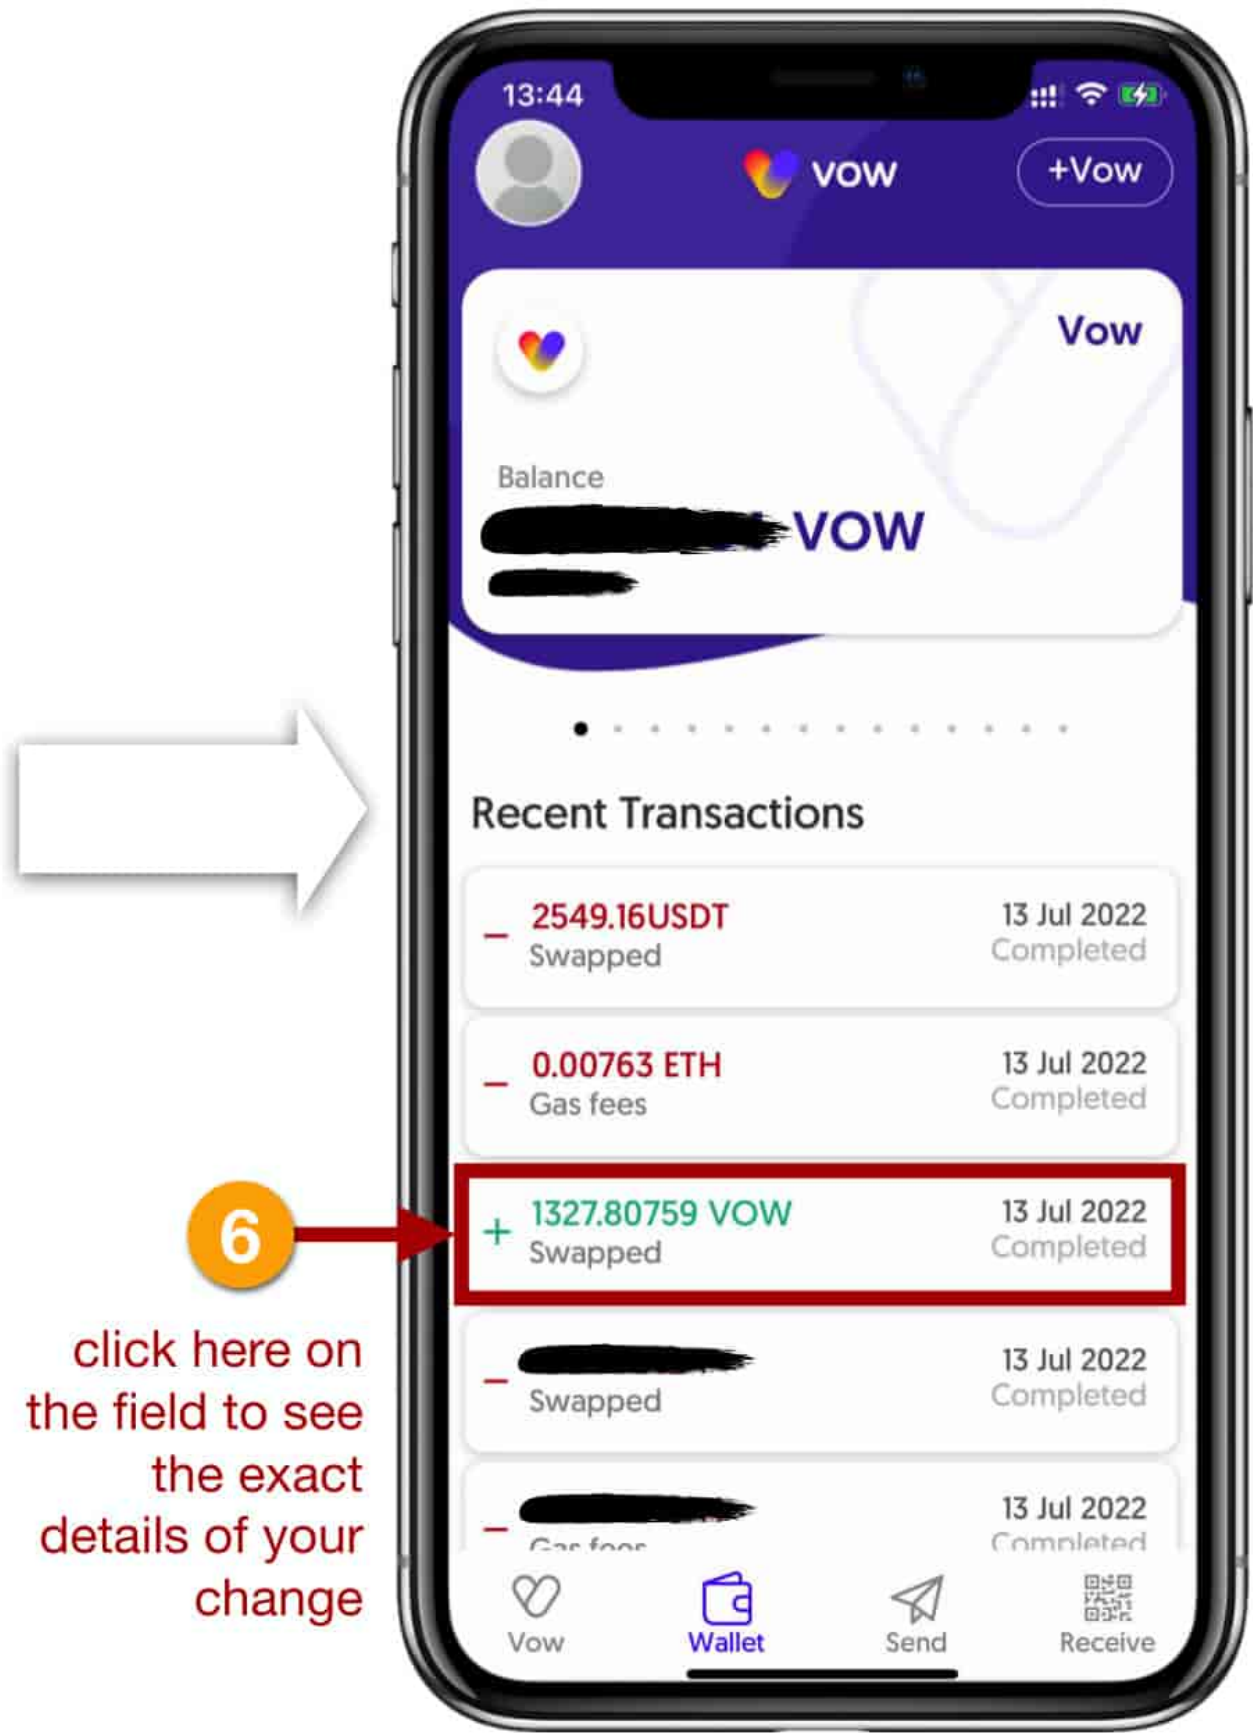 13:44
VOW
+Vow
Vow
Balance
VOW
Recent Transactions
– 2549.16USDT
13 Jul 2022
Swapped
Completed
– 0.00763 ETH
13 Jul 2022
Gas fees
Completed
6
+ 1327.80759 VOW
13 Jul 2022
Swapped
Completed
click here on
the field to see
the exact
details of your
change
–
13 Jul 2022
Swapped
Completed
–
13 Jul 2022
Gas fees
Completed
Vow
Wallet
Send
Receive